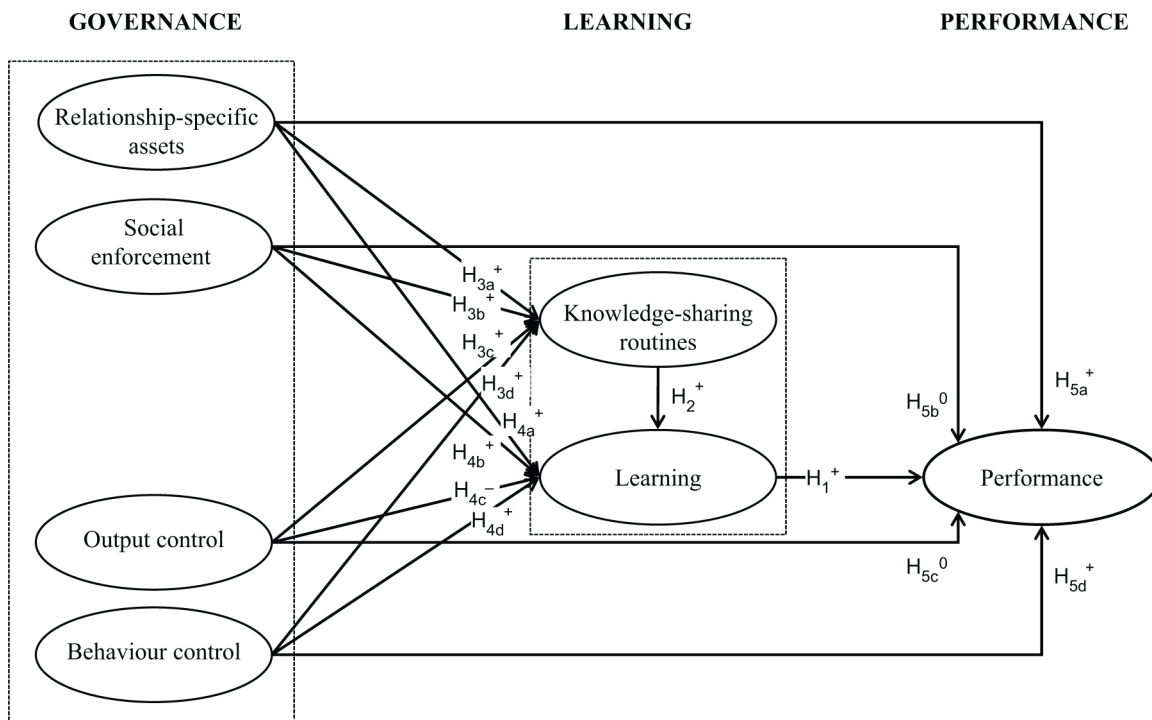 GOVERNANCE
LEARNING
PERFORMANCE
Relationship-specific
assets
Social
enforcement
Output control
Behaviour control
H3a+
H3b+
H3c+
H3d+
H4a+
H4b+
H4c−
H4d+
Knowledge-sharing
routines
H2+
Learning
H1+
H5a+
H5b0
Performance
H5c0
H5d+